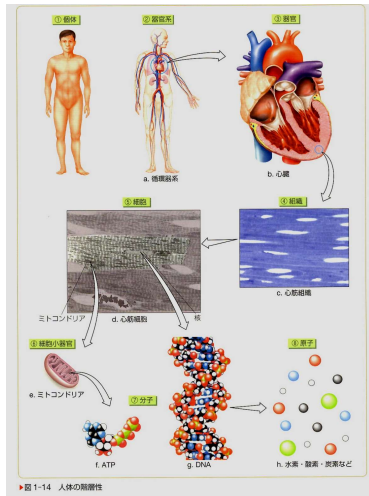 ① 個体
② 器官系
③ 器官
a. 循環器系
b. 心臓
⑤ 細胞
④ 組織
c. 心筋組織
ミトコンドリア
d. 心筋細胞
核
⑥ 細胞小器官
⑧ 原子
e. ミトコンドリア
⑦ 分子
f. ATP
g. DNA
h. 水素・酸素・炭素など
▶図 1-14 人体の階層性